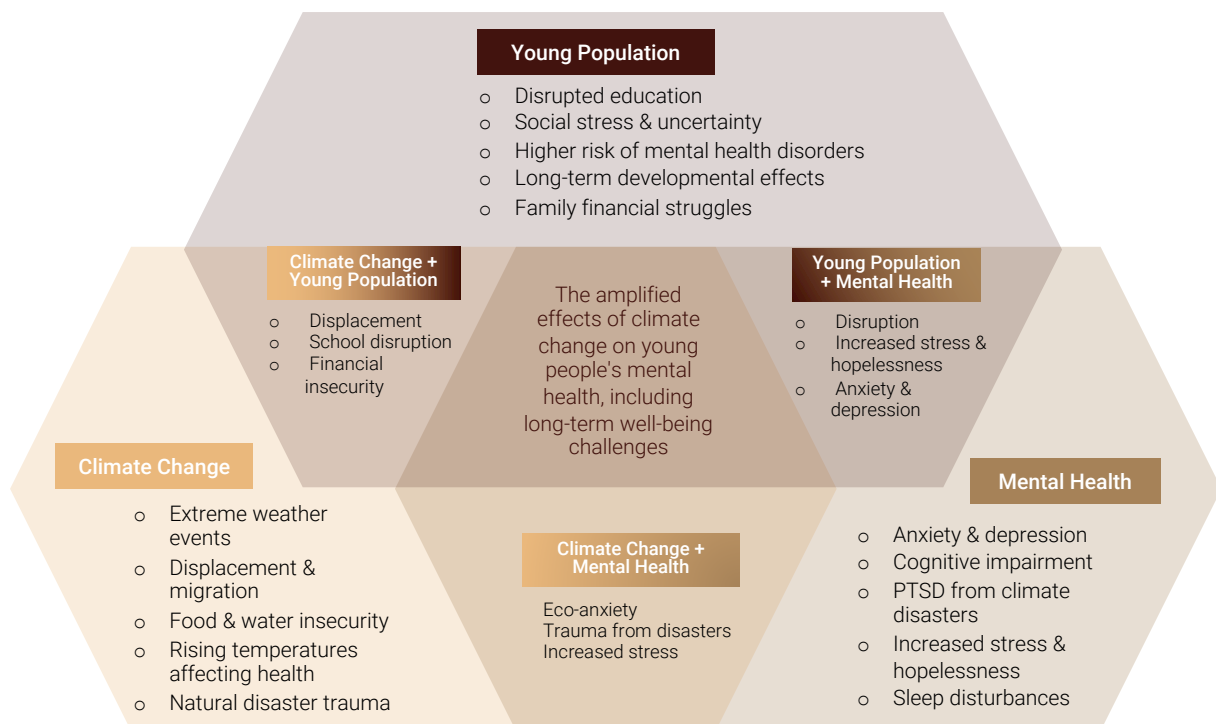 Young Population
o Disrupted education
o Social stress & uncertainty
o Higher risk of mental health disorders
o Long-term developmental effects
o Family financial struggles
Climate Change +
Young Population
o Displacement
o School disruption
o Financial
insecurity
The amplified
effects of climate
change on young
people's mental
health, including
long-term well-being
challenges
Young Population
+ Mental Health
o Disruption
o Increased stress &
hopelessness
o Anxiety &
depression
Climate Change
o Extreme weather
events
o Displacement &
migration
o Food & water insecurity
o Rising temperatures
affecting health
o Natural disaster trauma
Climate Change +
Mental Health
Eco-anxiety
Trauma from disasters
Increased stress
Mental Health
o Anxiety & depression
o Cognitive impairment
o PTSD from climate
disasters
o Increased stress &
hopelessness
o Sleep disturbances